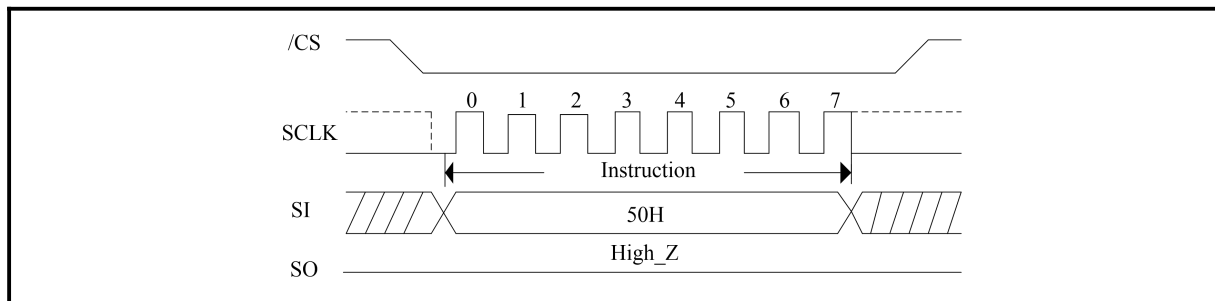 /CS
0 1 2 3 4 5 6 7
SCLK
Instruction
SI
50H
High_Z
SO